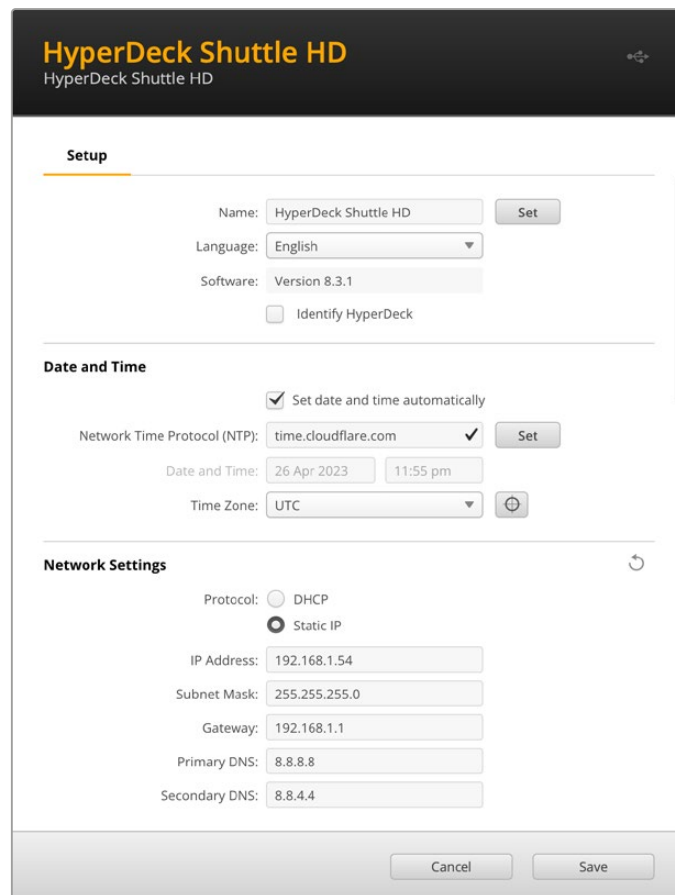 HyperDeck Shuttle HD
HyperDeck Shuttle HD
Setup
Name: HyperDeck Shuttle HD Set
Language: English
Software: Version 8.3.1
Identify HyperDeck
Date and Time
Set date and time automatically
Network Time Protocol (NTP): time.cloudflare.com Set
Date and Time: 26 Apr 2023 11:55 pm
Time Zone: UTC
Network Settings
Protocol: DHCP
Static IP
IP Address: 192.168.1.54
Subnet Mask: 255.255.255.0
Gateway: 192.168.1.1
Primary DNS: 8.8.8.8
Secondary DNS: 8.8.4.4
Cancel Save